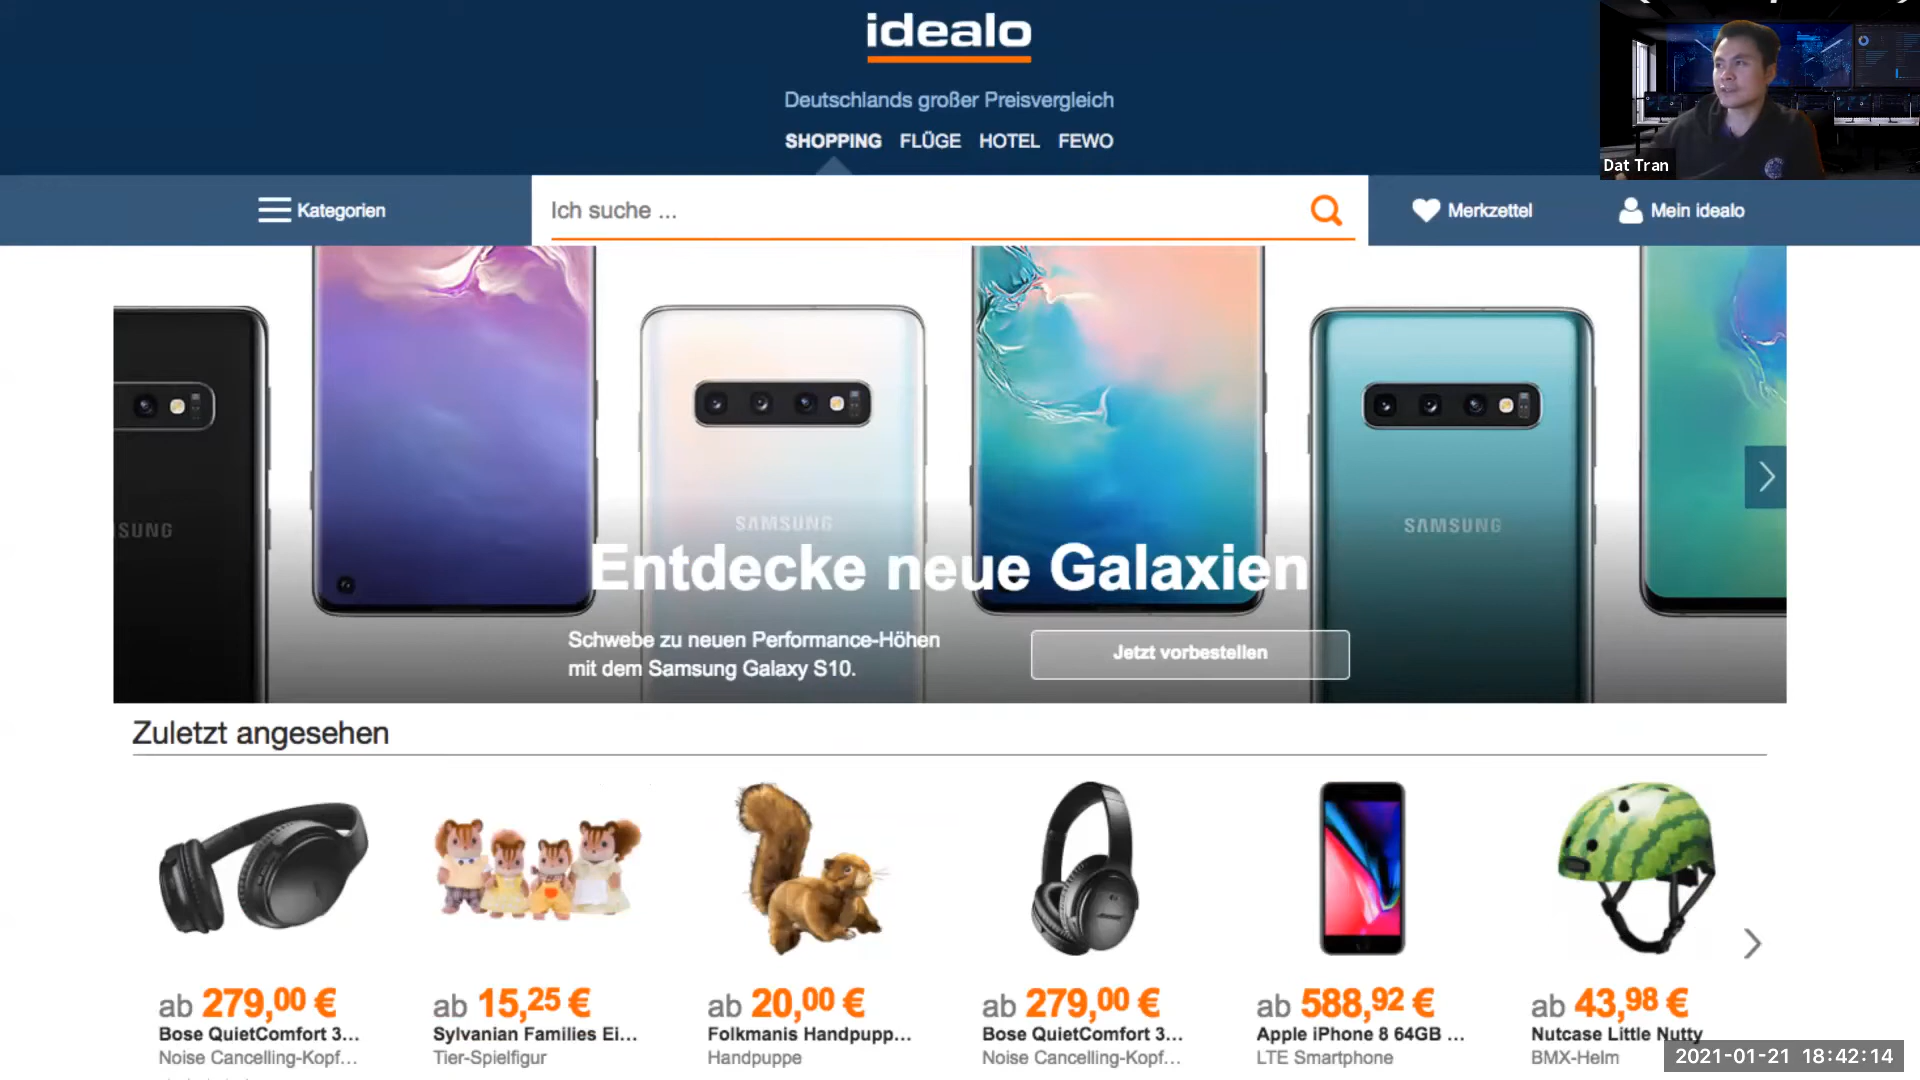 idealo
Deutschlands großer Preisvergleich
SHOPPING FLÜGE HOTEL FEWO
Dat Tran
Kategorien
Ich suche ...
Merkzettel
Mein idealo
SUNG
SAMSUNG
SAMSUNG
Entdecke neue Galaxien
Schwebe zu neuen Performance-Höhen
mit dem Samsung Galaxy S10.
Jetzt vorbestellen
Zuletzt angesehen
ab 279,00 €
Bose QuietComfort 3...
Noise Cancelling-Kopf...
ab 15,25 €
Sylvanian Families Ei...
Tier-Spielfigur
ab 20,00 €
Folkmanis Handpupp...
Handpuppe
ab 279,00 €
Bose QuietComfort 3...
Noise Cancelling-Kopf...
ab 588,92 €
Apple iPhone 8 64GB ...
LTE Smartphone
ab 43,98 €
Nutcase Little Nutty
BMX-Helm
2021-01-21 18:42:14